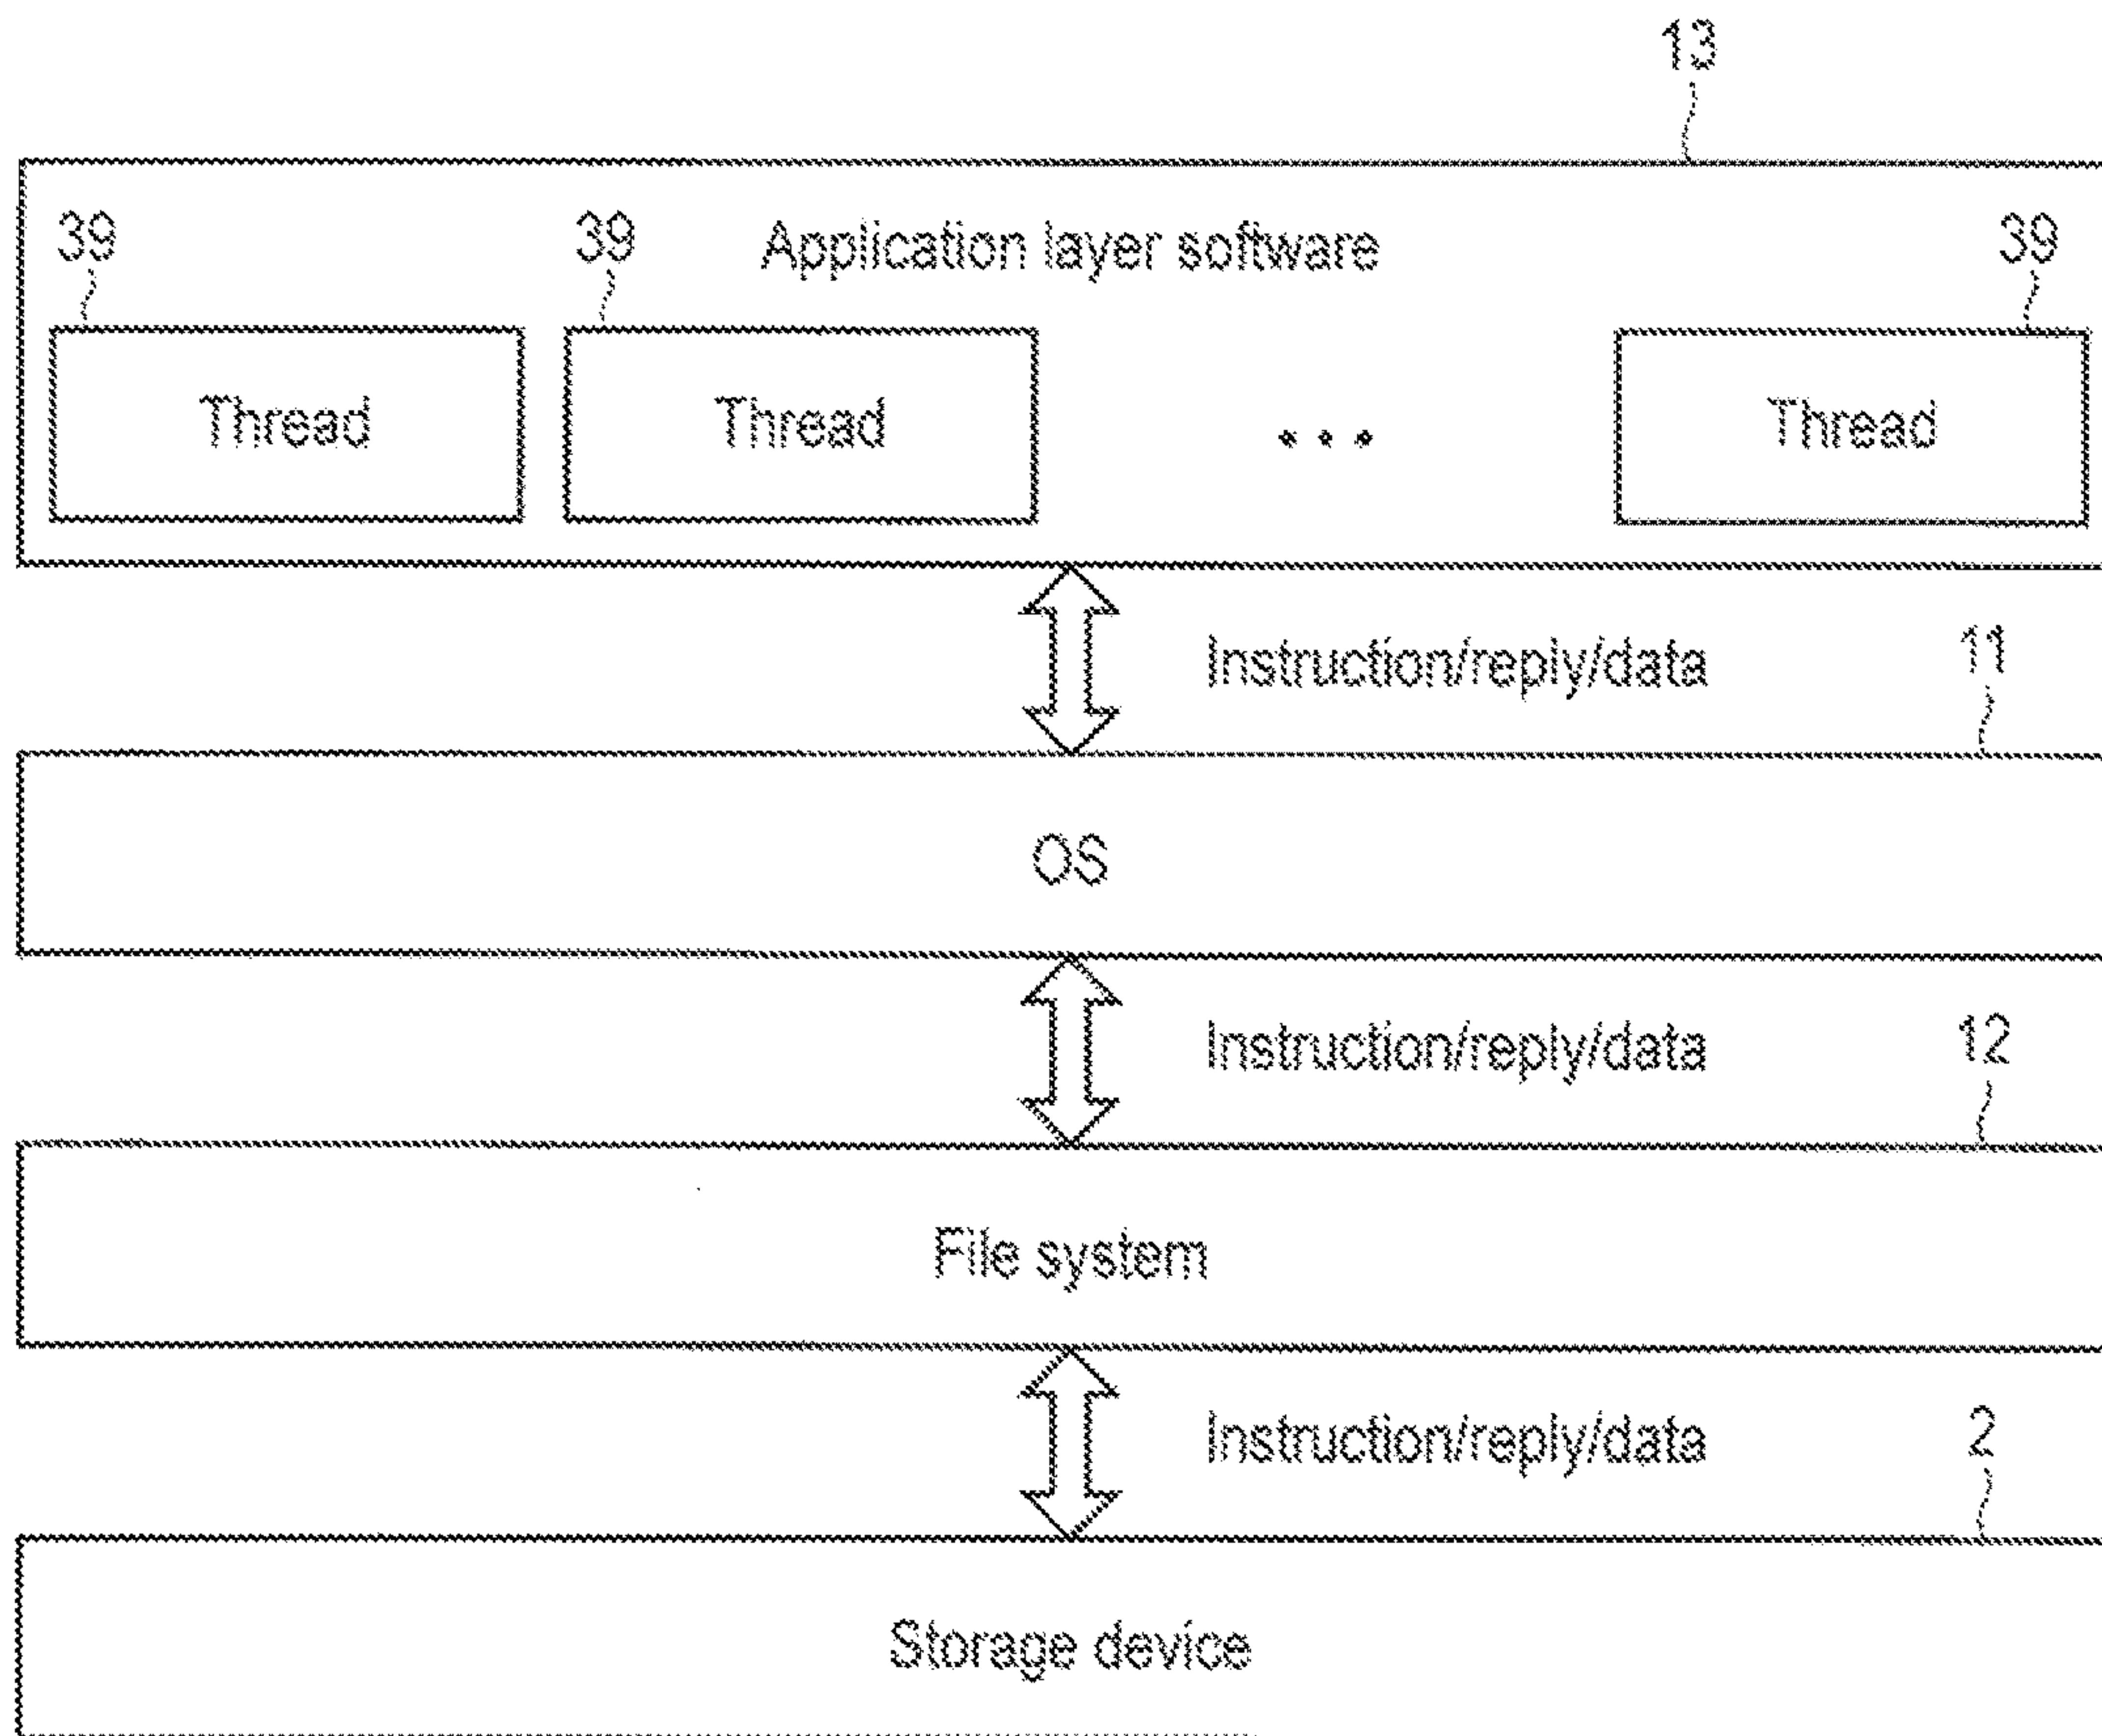 13
39 39 Application layer software 39
Thread Thread ... Thread
Instruction/reply/data 11
OS
Instruction/reply/data 12
File system
Instruction/reply/data 2
Storage device